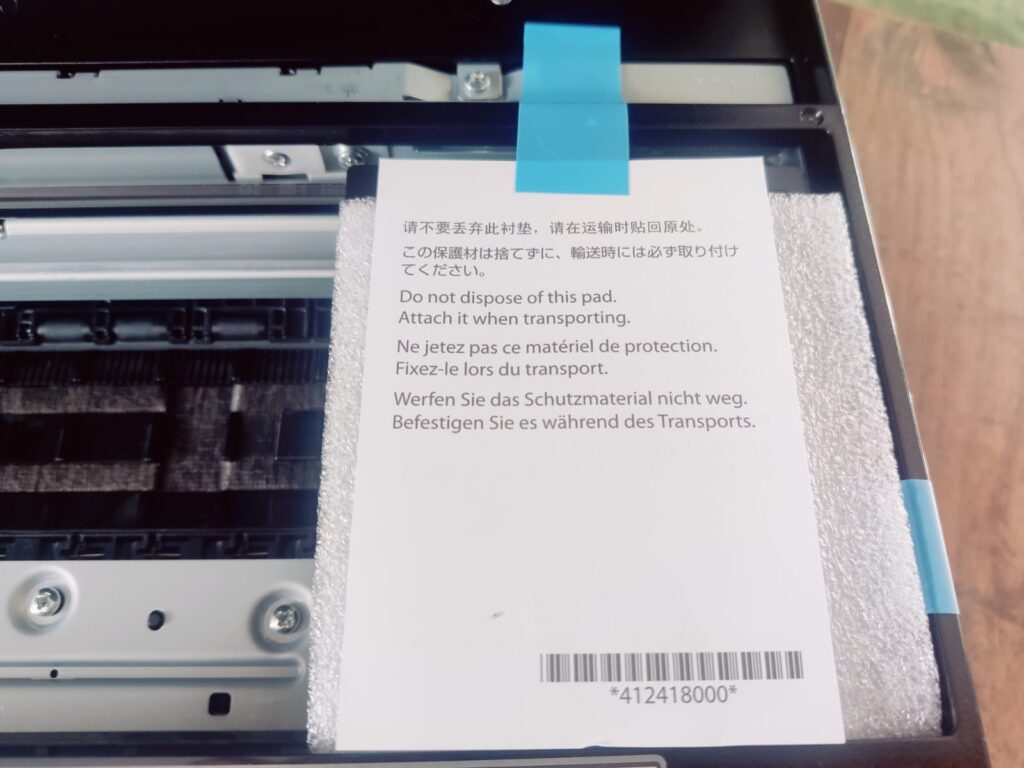 请不要丢弃此衬垫，请在运输时贴回原处。
この保護材は捨てずに、輸送時には必ず取り付け
てください。
Do not dispose of this pad.
Attach it when transporting.
Ne jetez pas ce matériel de protection.
Fixez-le lors du transport.
Werfen Sie das Schutzmaterial nicht weg.
Befestigen Sie es während des Transports.
*412418000*